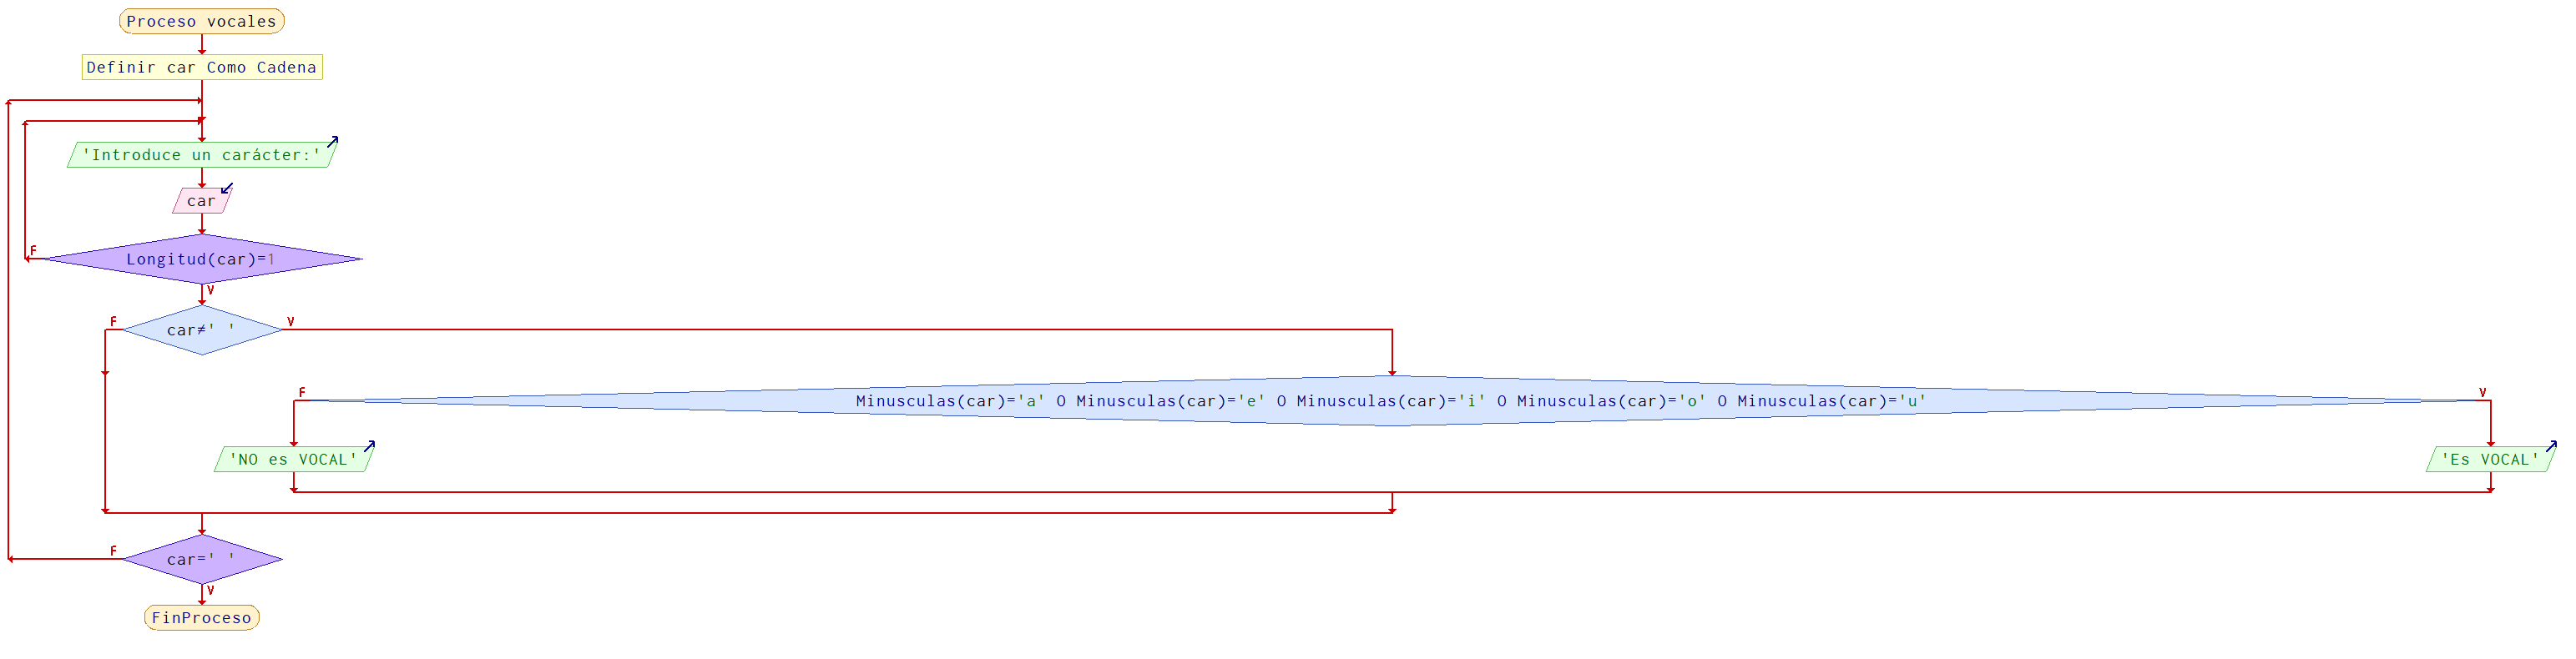 Proceso vocales
Definir car Como Cadena
'Introduce un carácter:'
car
F
Longitud(car)=1
V
F
car≠' '
V
F
Minusculas(car)='a' O Minusculas(car)='e' O Minusculas(car)='i' O Minusculas(car)='o' O Minusculas(car)='u'
V
'NO es VOCAL'
'Es VOCAL'
F
car=' '
V
FinProceso